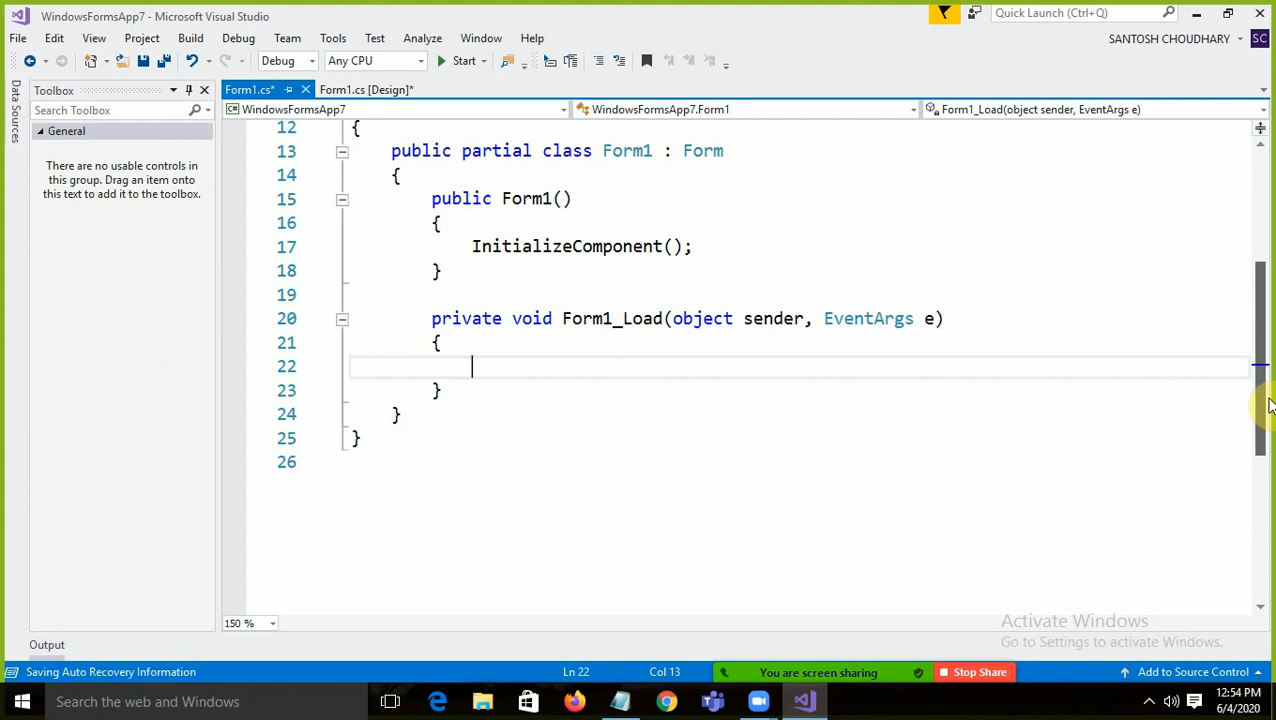 WindowsFormsApp7 - Microsoft Visual Studio
Quick Launch (Ctrl+Q)
File Edit View Project Build Debug Team Tools Test Analyze Window Help
SANTOSH CHOUDHARY SC
Debug Any CPU Start
Data Sources
Toolbox
Search Toolbox
General
There are no usable controls in
this group. Drag an item onto
this text to add it to the toolbox.
Form1.cs* Form1.cs [Design]*
WindowsFormsApp7 WindowsFormsApp7.Form1 Form1_Load(object sender, EventArgs e)
12 {
13 public partial class Form1 : Form
14 {
15 public Form1()
16 {
17 InitializeComponent();
18 }
19
20 private void Form1_Load(object sender, EventArgs e)
21 {
22
23 }
24 }
25 }
26
150 %
Activate Windows
Go to Settings to activate Windows.
Output
Saving Auto Recovery Information Ln 22 Col 13 You are screen sharing Stop Share Add to Source Control
Search the web and Windows
12:54 PM
6/4/2020